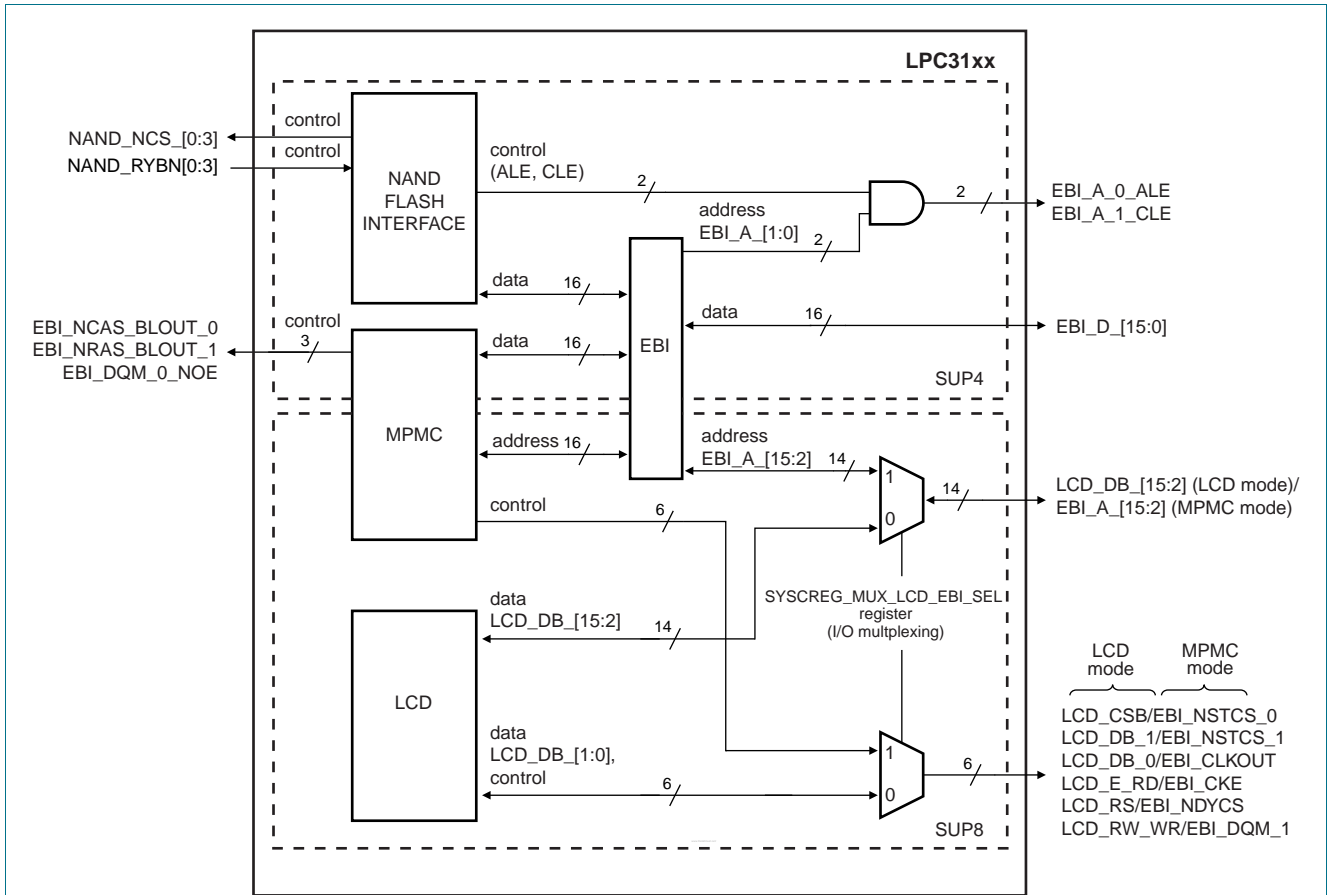 LPC31xx
NAND_NCS_[0:3]
control
NAND_RYBN[0:3]
control
NAND
FLASH
INTERFACE
control
(ALE, CLE)
2
address
EBI_A_[1:0]
2
2
EBI_A_0_ALE
EBI_A_1_CLE
data
16
EBI_NCAS_BLOUT_0
EBI_NRAS_BLOUT_1
EBI_DQM_0_NOE
control
3
data
16
EBI
data
16
EBI_D_[15:0]
SUP4
MPMC
address
16
address
EBI_A_[15:2]
14
1
0
14
LCD_DB_[15:2] (LCD mode)/
EBI_A_[15:2] (MPMC mode)
control
6
SYSCREG_MUX_LCD_EBI_SEL
register
(I/O multplexing)
data
LCD_DB_[15:2]
14
LCD
data
LCD_DB_[1:0],
control
6
1
0
6
LCD
mode
MPMC
mode
LCD_CSB/EBI_NSTCS_0
LCD_DB_1/EBI_NSTCS_1
LCD_DB_0/EBI_CLKOUT
LCD_E_RD/EBI_CKE
LCD_RS/EBI_NDYCS
LCD_RW_WR/EBI_DQM_1
SUP8